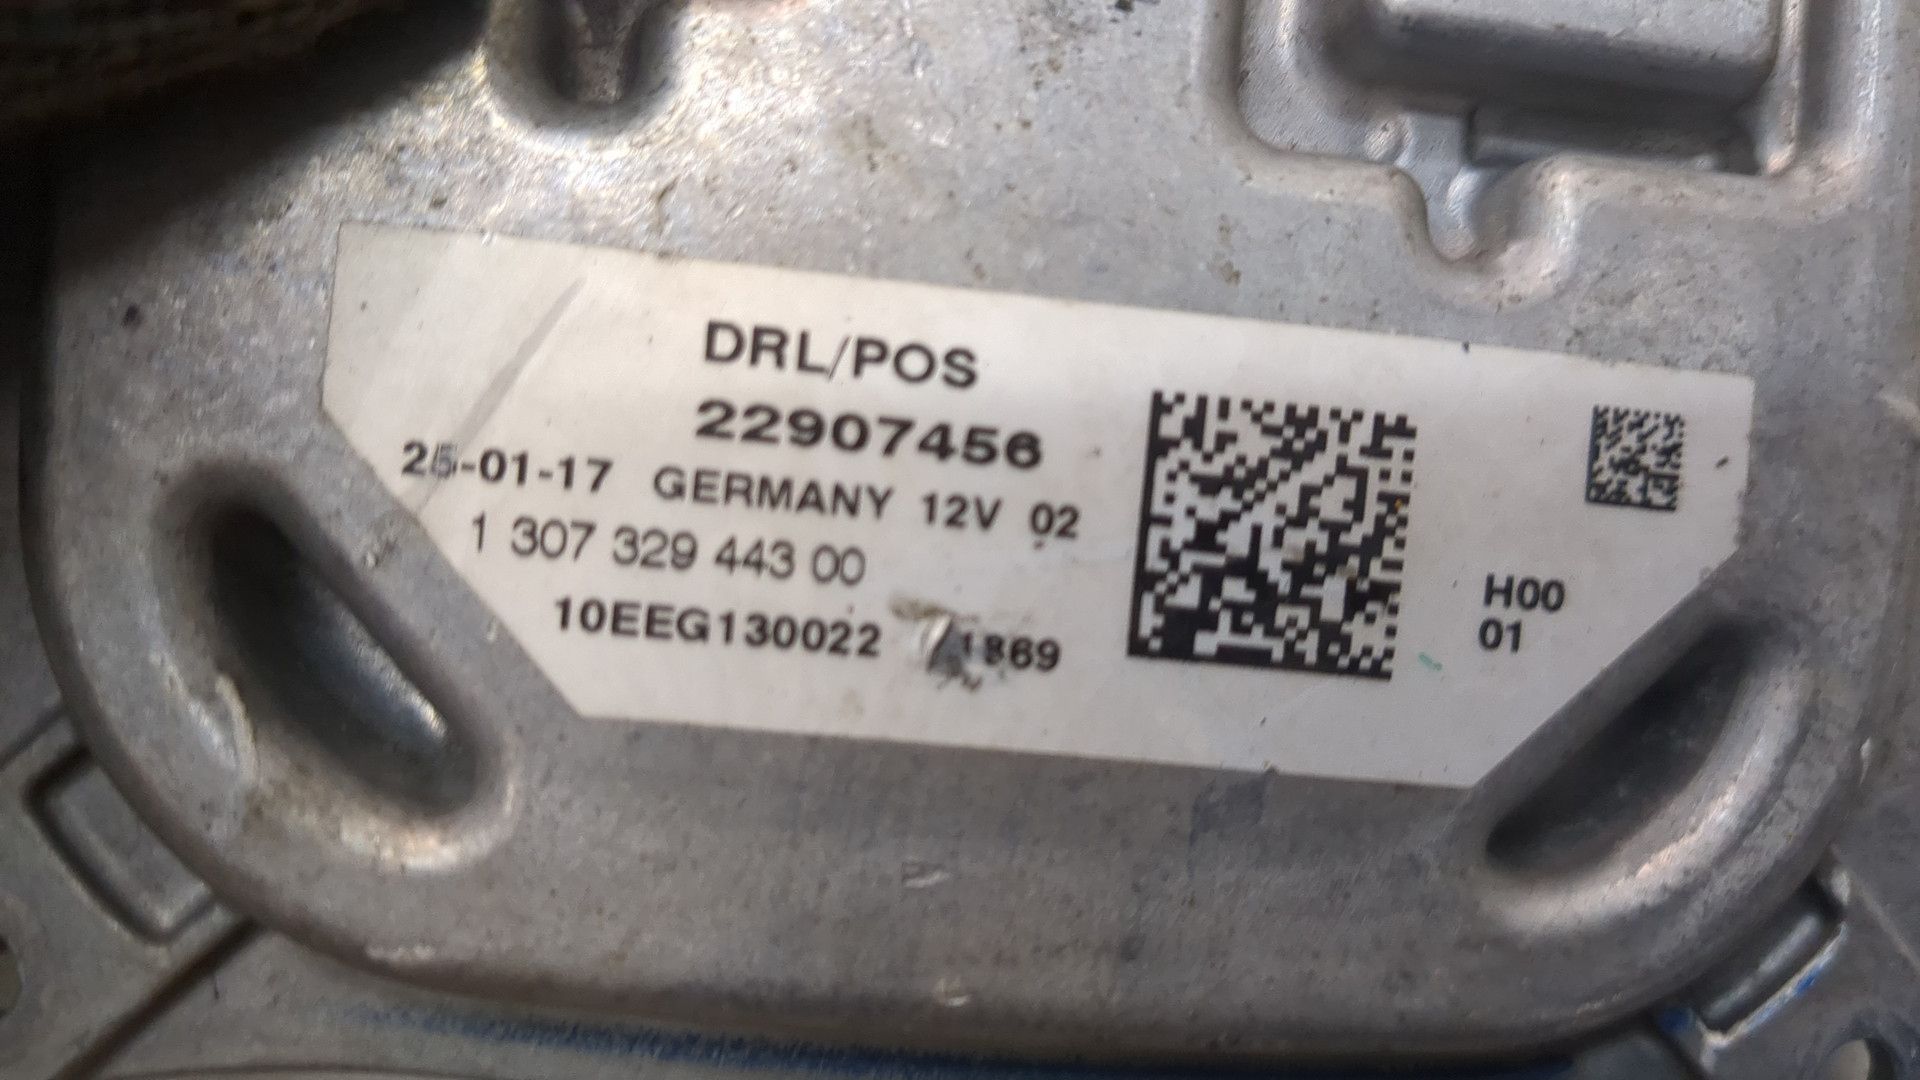 DRL/POS
22907456
25-01-17 GERMANY 12V 02
1 307 329 443 00
10EEG130022
H00
01